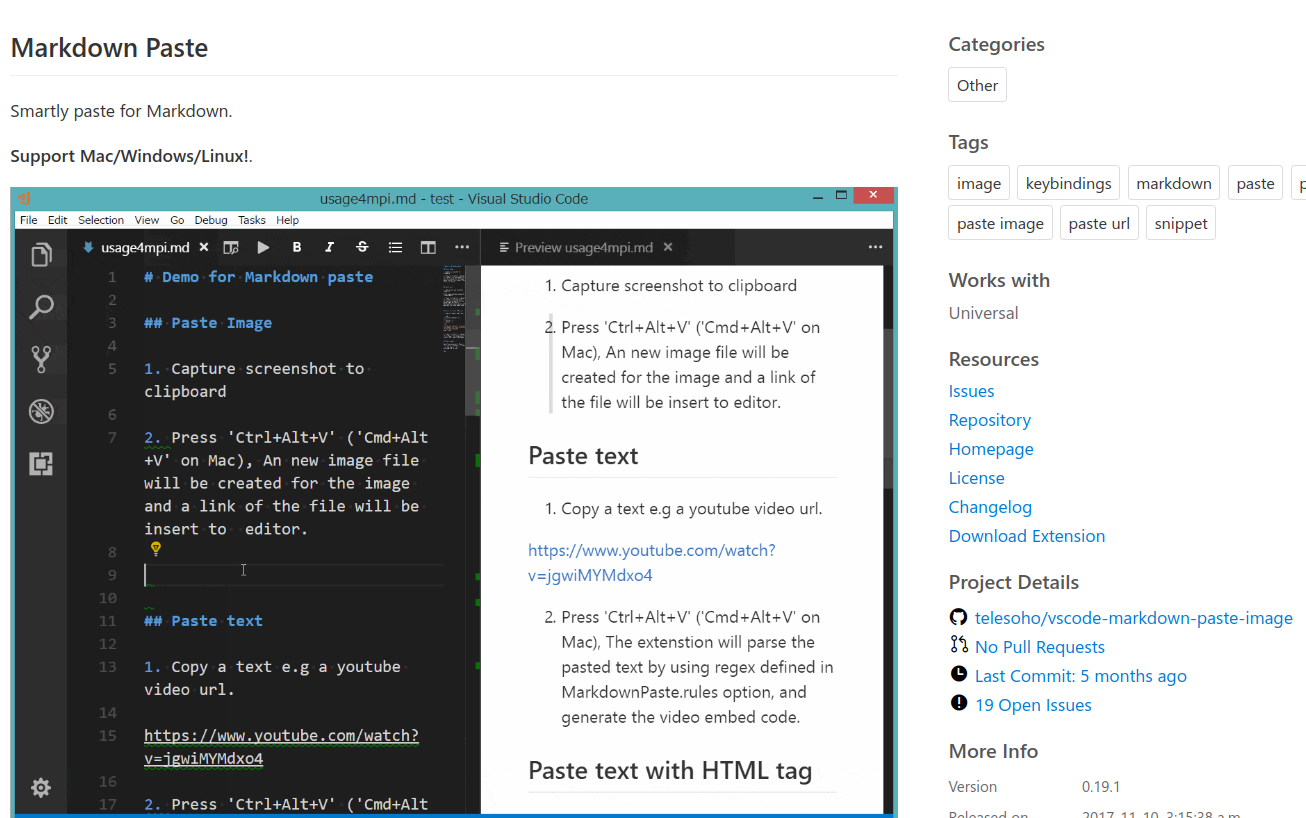 Markdown Paste
Smartly paste for Markdown.
Support Mac/Windows/Linux!.
usage4mpi.md - test - Visual Studio Code
File Edit Selection View Go Debug Tasks Help
usage4mpi.md
1 # Demo for Markdown paste
2
3 ## Paste Image
4
5 1. Capture screenshot to
clipboard
6
7 2. Press 'Ctrl+Alt+V' ('Cmd+Alt
+V' on Mac), An new image file
will be created for the image
and a link of the file will be
insert to editor.
8
9
10
11 ## Paste text
12
13 1. Copy a text e.g a youtube
video url.
14
15 https://www.youtube.com/watch?
v=jgwiMYMdxo4
16
17 2. Press 'Ctrl+Alt+V' ('Cmd+Alt
Preview usage4mpi.md
1. Capture screenshot to clipboard
2. Press 'Ctrl+Alt+V' ('Cmd+Alt+V' on
Mac), An new image file will be
created for the image and a link of
the file will be insert to editor.
Paste text
1. Copy a text e.g a youtube video url.
https://www.youtube.com/watch?
v=jgwiMYMdxo4
2. Press 'Ctrl+Alt+V' ('Cmd+Alt+V' on
Mac), The extenstion will parse the
pasted text by using regex defined in
MarkdownPaste.rules option, and
generate the video embed code.
Paste text with HTML tag
Categories
Other
Tags
image keybindings markdown paste
paste image paste url snippet
Works with
Universal
Resources
Issues
Repository
Homepage
License
Changelog
Download Extension
Project Details
telesoho/vscode-markdown-paste-image
No Pull Requests
Last Commit: 5 months ago
19 Open Issues
More Info
Version 0.19.1
Released on 2017-11-10, 3:15:38 a.m.